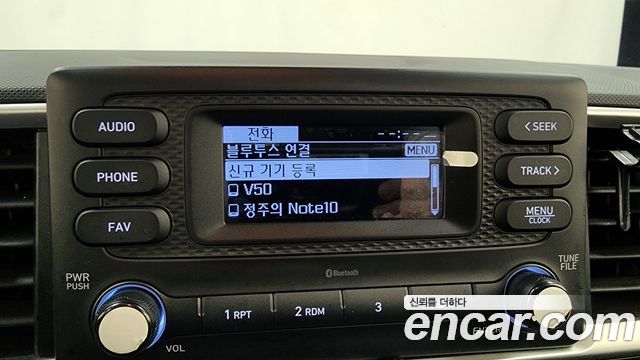 전화
--:--
블루투스 연결 MENU
신규 기기 등록
V50
정주의 Note10
AUDIO
PHONE
FAV
< SEEK
TRACK >
MENU
CLOCK
Bluetooth
PWR
PUSH
VOL
1 RPT
2 RDM
3
TUNE
FILE
신뢰를 더하다
encar.com